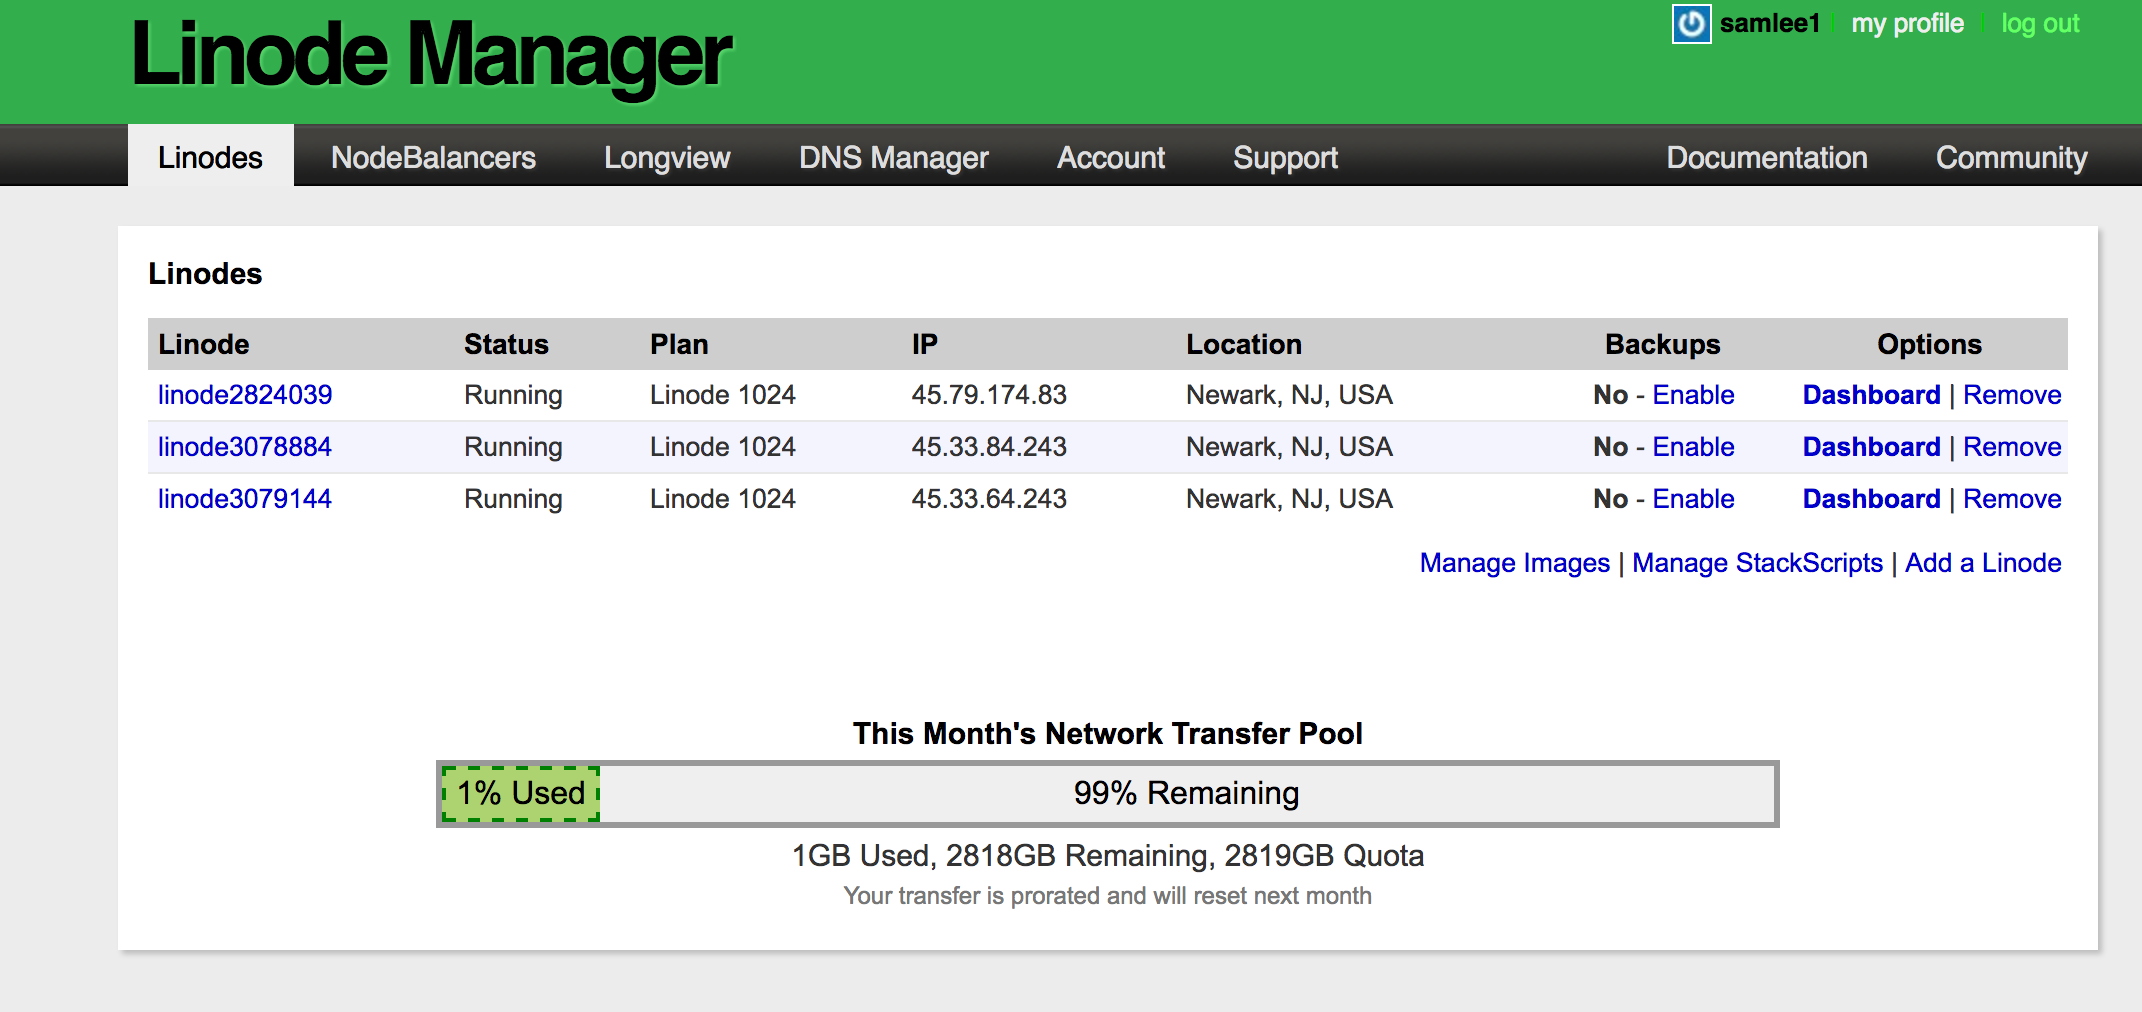 Linode Manager
samlee1 my profile log out
Linodes NodeBalancers Longview DNS Manager Account Support Documentation Community
Linodes
Linode Status Plan IP Location Backups Options
linode2824039 Running Linode 1024 45.79.174.83 Newark, NJ, USA No - Enable Dashboard | Remove
linode3078884 Running Linode 1024 45.33.84.243 Newark, NJ, USA No - Enable Dashboard | Remove
linode3079144 Running Linode 1024 45.33.64.243 Newark, NJ, USA No - Enable Dashboard | Remove
Manage Images | Manage StackScripts | Add a Linode
This Month's Network Transfer Pool
1% Used 99% Remaining
1GB Used, 2818GB Remaining, 2819GB Quota
Your transfer is prorated and will reset next month